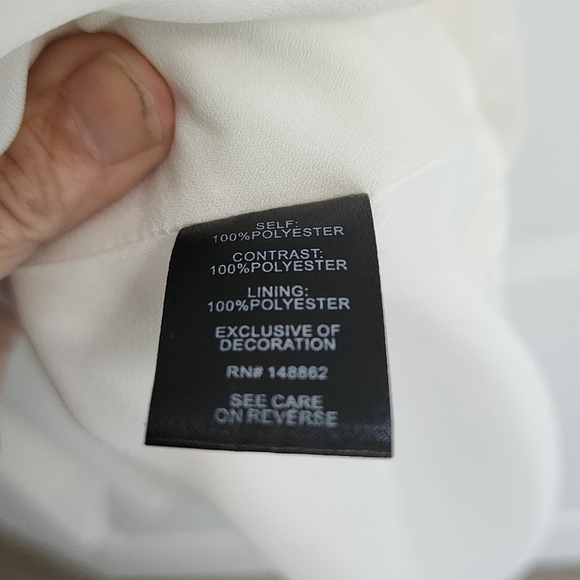 SELF:
100%POLYESTER
CONTRAST:
100%POLYESTER
LINING:
100%POLYESTER
EXCLUSIVE OF
DECORATION
RN# 148862
SEE CARE
ON REVERSE